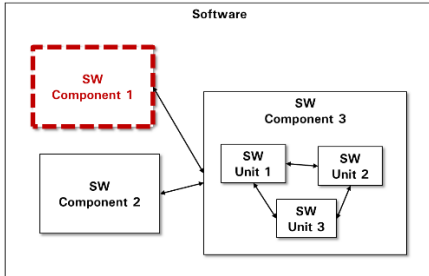 Software
SW
Component 1
SW
Component 2
SW
Component 3
SW
Unit 1
SW
Unit 2
SW
Unit 3